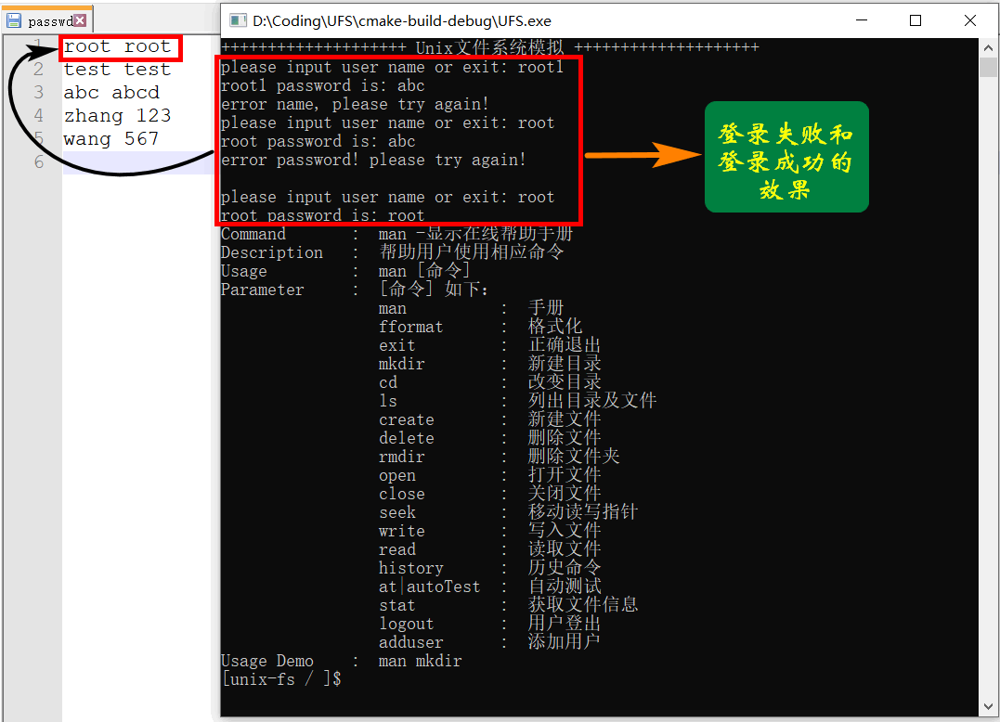 passwd
1 root root
2 test test
3 abc abcd
4 zhang 123
5 wang 567
6
D:\Coding\UFS\cmake-build-debug\UFS.exe
++++++++++++++++++++ Unix文件系统模拟 ++++++++++++++++++++
please input user name or exit: root1
root1 password is: abc
error name, please try again!
please input user name or exit: root
root password is: abc
error password! please try again!
please input user name or exit: root
root password is: root
登录失败和
登录成功的
效果
Command : man -显示在线帮助手册
Description : 帮助用户使用相应命令
Usage : man [命令]
Parameter : [命令] 如下:
man : 手册
fformat : 格式化
exit : 正确退出
mkdir : 新建目录
cd : 改变目录
ls : 列出目录及文件
create : 新建文件
delete : 删除文件
rmdir : 删除文件夹
open : 打开文件
close : 关闭文件
seek : 移动读写指针
write : 写入文件
read : 读取文件
history : 历史命令
at|autoTest : 自动测试
stat : 获取文件信息
logout : 用户登出
adduser : 添加用户
Usage Demo : man mkdir
[unix-fs / ]$